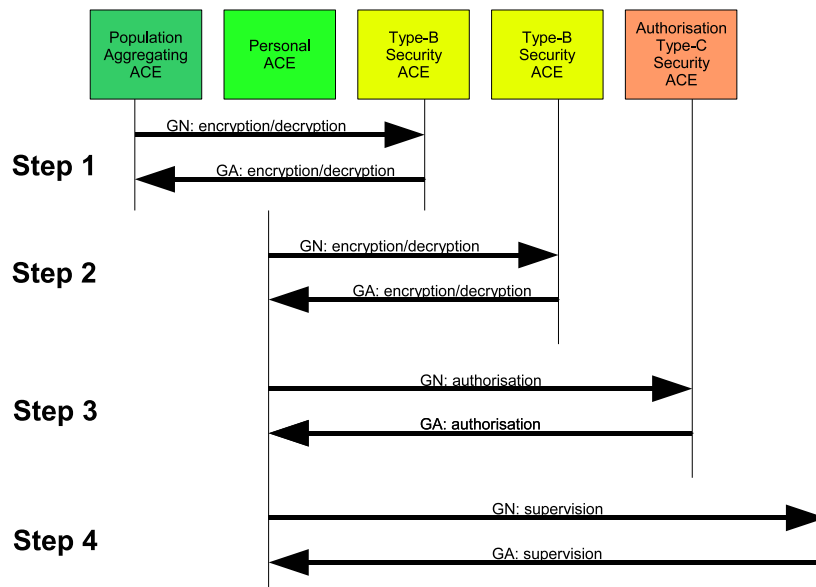 Population
Aggregating
ACE
Personal
ACE
Type-B
Security
ACE
Type-B
Security
ACE
Authorisation
Type-C
Security
ACE
GN: encryption/decryption
Step 1
GA: encryption/decryption
GN: encryption/decryption
Step 2
GA: encryption/decryption
GN: authorisation
Step 3
GA: authorisation
GN: supervision
Step 4
GA: supervision